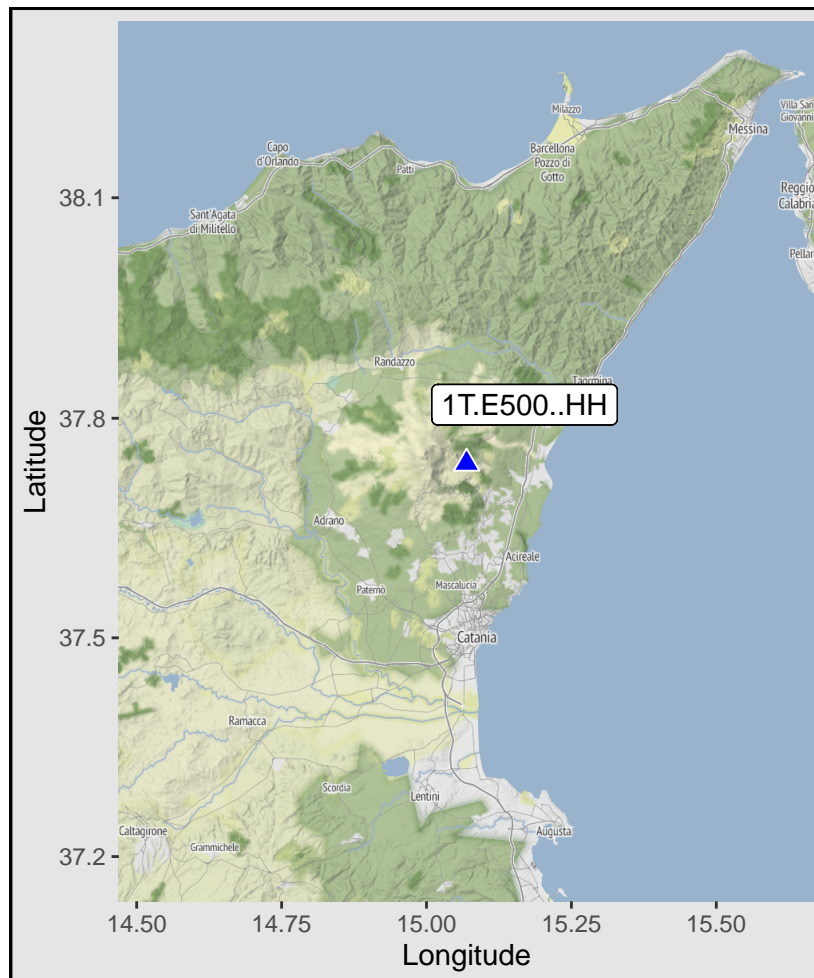 Milazzo
Villa San
Giovanni
Messina
Capo
d'Orlando
Barcellona
Pozzo di
Gotto
Patti
Reggio
Calabria
38.1
Sant'Agata
di Militello
Pellar
Randazzo
Taormina
1T.E500..HH
37.8
Latitude
Adrano
Acireale
Mascalucia
Paternò
37.5
Catania
Ramacca
Scordia
Lentini
Caltagirone
Augusta
Grammichele
37.2
14.50
14.75
15.00
15.25
15.50
Longitude